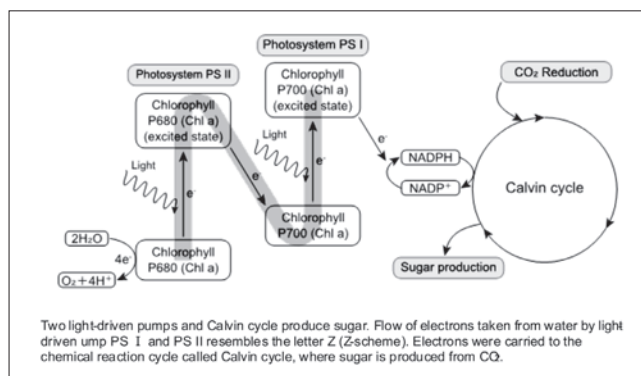 Photosystem PS I
Photosystem PS II
CO₂ Reduction
Chlorophyll
P700 (Chl a)
(excited state)
Chlorophyll
P680 (Chl a)
(excited state)
Light
Light
e⁻
e⁻
e⁻
e⁻
NADPH
NADP⁺
Calvin cycle
2H₂O
4e⁻
O₂+4H⁺
Chlorophyll
P680 (Chl a)
Chlorophyll
P700 (Chl a)
Sugar production
Two light-driven pumps and Calvin cycle produce sugar. Flow of electrons taken from water by light
driven ump PS I and PS II resembles the letter Z (Z-scheme). Electrons were carried to the
chemical reaction cycle called Calvin cycle, where sugar is produced from CO₂.